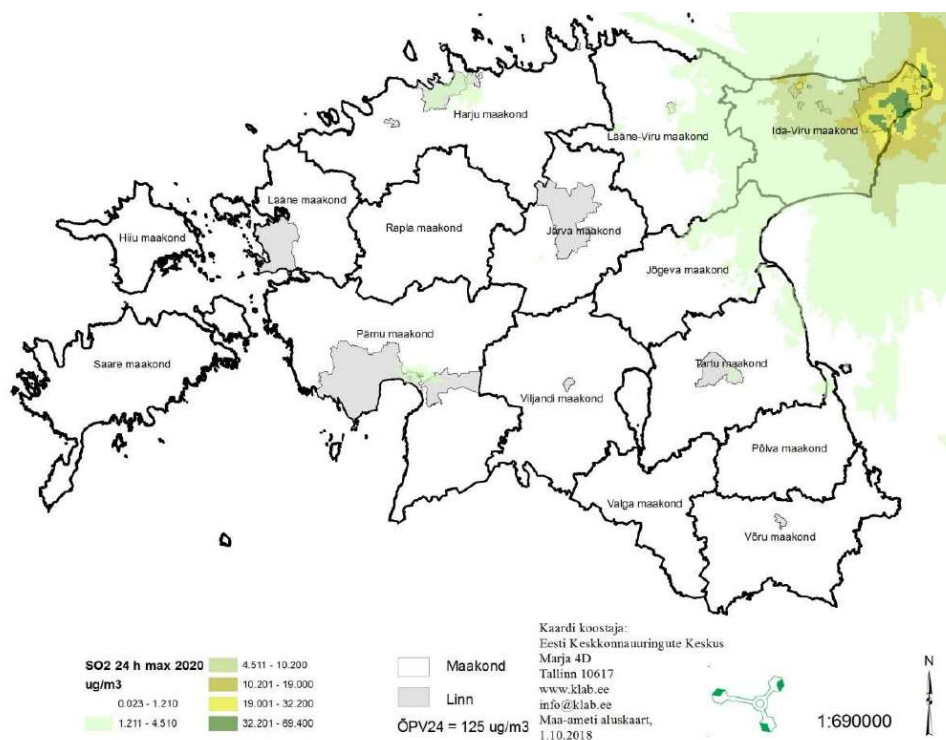 Harju maakond
Lääne-Viru maakond
Ida-Viru maakond
Lääne maakond
Hiiu maakond
Rapla maakond
Järva maakond
Jõgeva maakond
Pärnu maakond
Saare maakond
Tartu maakond
Viljandi maakond
Põlva maakond
Valga maakond
Võru maakond
SO2 24 h max 2020
ug/m3
0.023 - 1.210
1.211 - 4.510
4.511 - 10.200
10.201 - 19.000
19.001 - 32.200
32.201 - 69.400
Maakond
Linn
ÕPV24 = 125 ug/m3
Kaardi koostaja:
Eesti Keskkonnauuringute Keskus
Marja 4D
Tallinn 10617
www.klab.ee
info@klab.ee
Maa-ameti aluskaart,
1.10.2018
1:690000
N